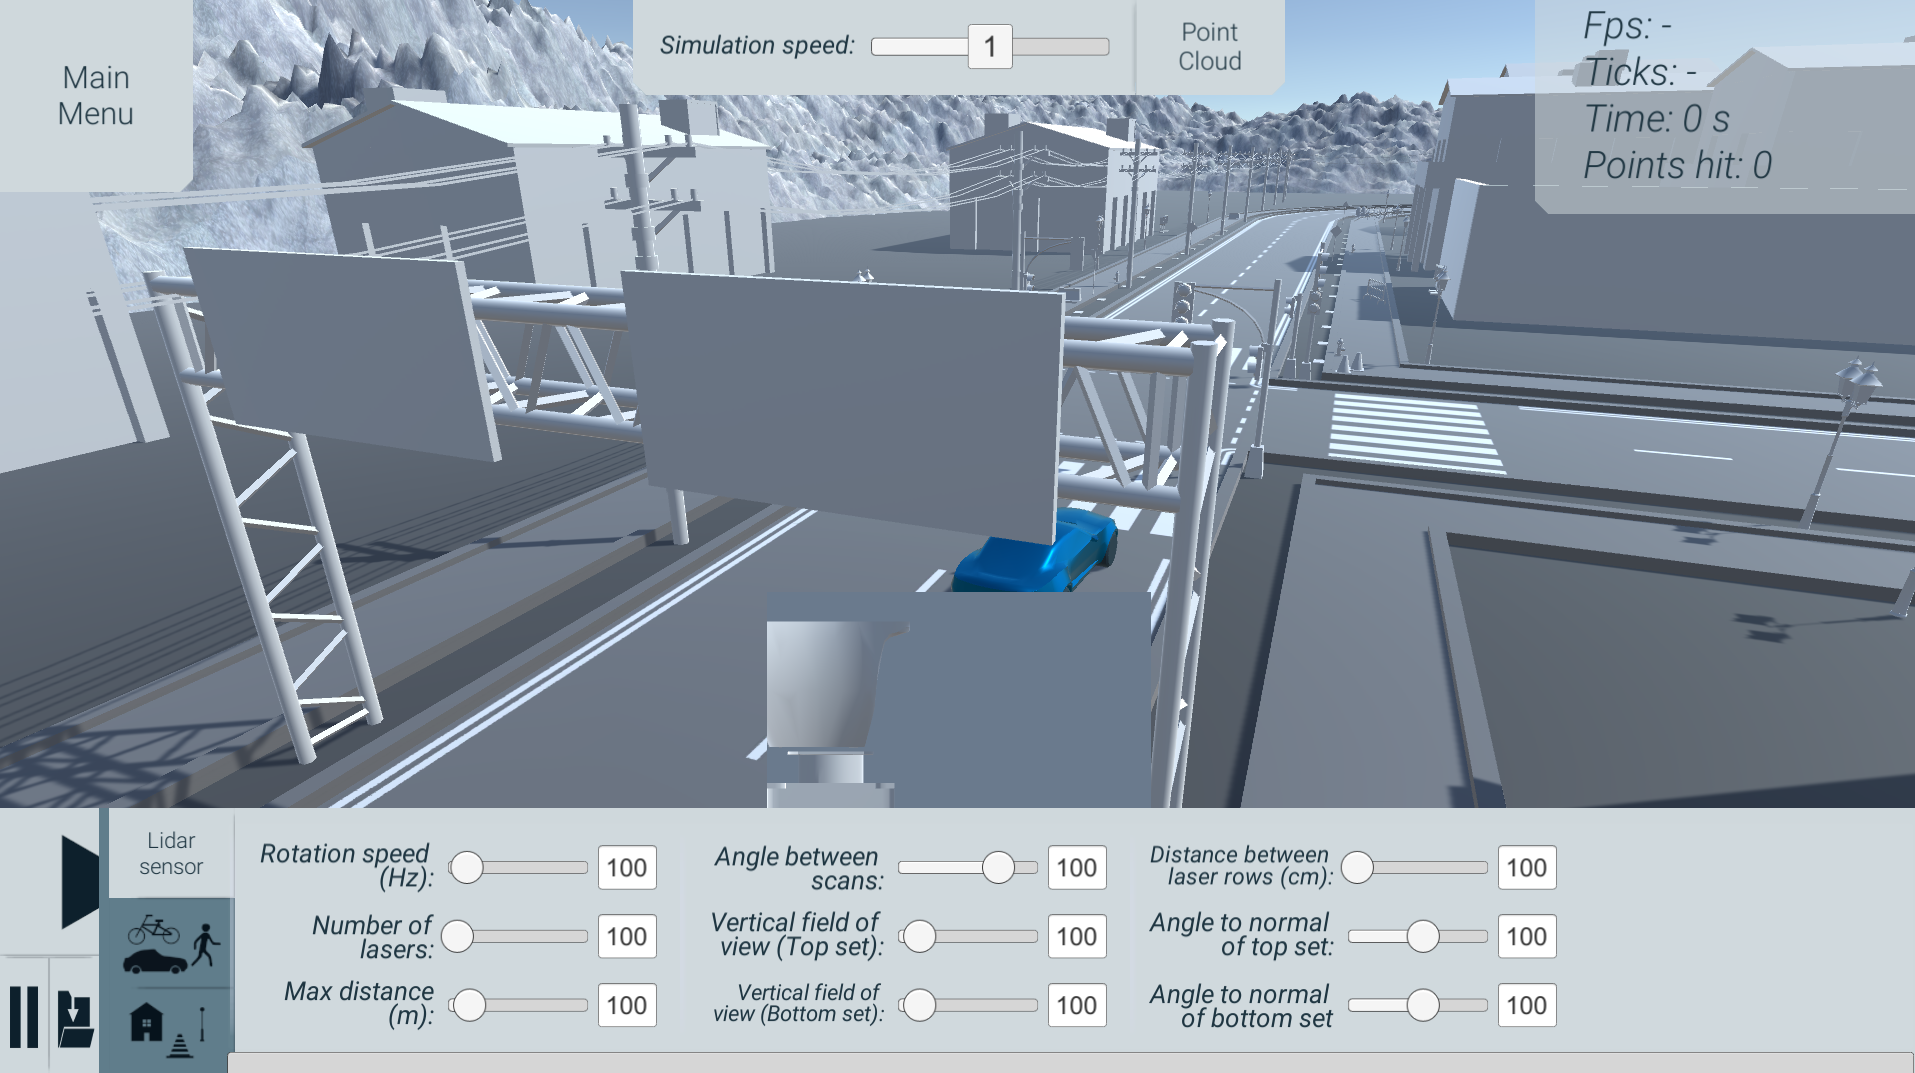 Main
Menu
Simulation speed:
1
Point
Cloud
Fps: -
Ticks: -
Time: 0 s
Points hit: 0
Lidar
sensor
Rotation speed
(Hz):
100
Number of
lasers:
100
Max distance
(m):
100
Angle between
scans:
100
Vertical field of
view (Top set):
100
Vertical field of
view (Bottom set):
100
Distance between
laser rows (cm):
100
Angle to normal
of top set:
100
Angle to normal
of bottom set
100